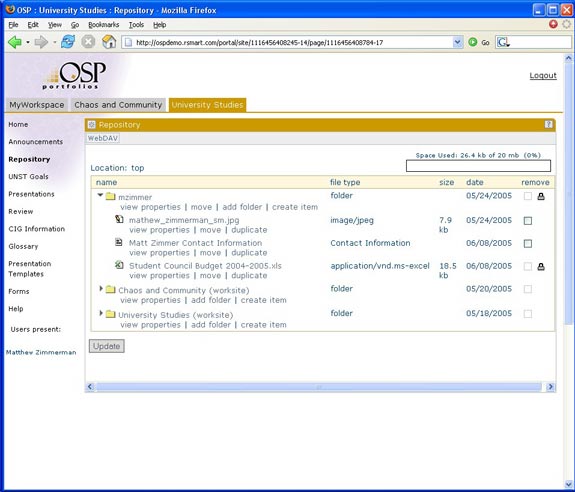 OSP : University Studies : Repository - Mozilla Firefox
File Edit View Go Bookmarks Tools Help
http://ospdemo.rsmart.com/portal/site/1116456408245-14/page/1116456408784-17 Go G
OSP
portfolios
Logout
MyWorkspace Chaos and Community University Studies
Home
Announcements
Repository
UNST Goals
Presentations
Review
CIG Information
Glossary
Presentation
Templates
Forms
Help
Users present:
Matthew Zimmerman
Repository ?
WebDAV
Space Used: 26.4 kb of 20 mb (0%)
Location: top
name file type size date remove
mzimmer folder 05/24/2005
view properties | move | add folder | create item
mathew_zimmerman_sm.jpg image/jpeg 7.9 kb 05/24/2005
view properties | move | duplicate
Matt Zimmer Contact Information Contact Information 06/08/2005
view properties | move | duplicate
Student Council Budget 2004-2005.xls application/vnd.ms-excel 18.5 kb 06/08/2005
view properties | move | duplicate
Chaos and Community (worksite) folder 05/20/2005
view properties | add folder | create item
University Studies (worksite) folder 05/18/2005
view properties | add folder | create item
Update